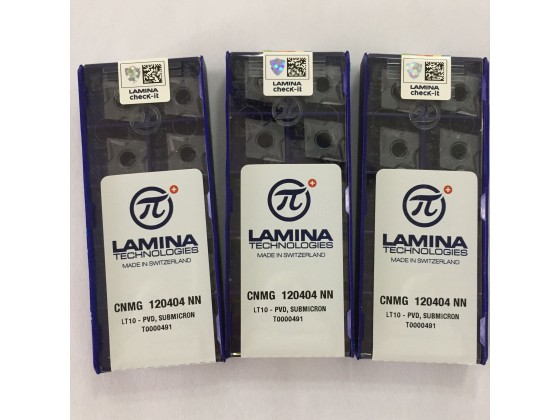 LAMINA
check-it
π
LAMINA
TECHNOLOGIES
MADE IN SWITZERLAND
CNMG 120404 NN
LT10 - PVD, SUBMICRON
T0000491
LAMINA
check-it
π
LAMINA
TECHNOLOGIES
MADE IN SWITZERLAND
CNMG 120404 NN
LT10 - PVD, SUBMICRON
T0000491
LAMINA
check-it
π
LAMINA
TECHNOLOGIES
MADE IN SWITZERLAND
CNMG 120404 NN
LT10 - PVD, SUBMICRON
T0000491